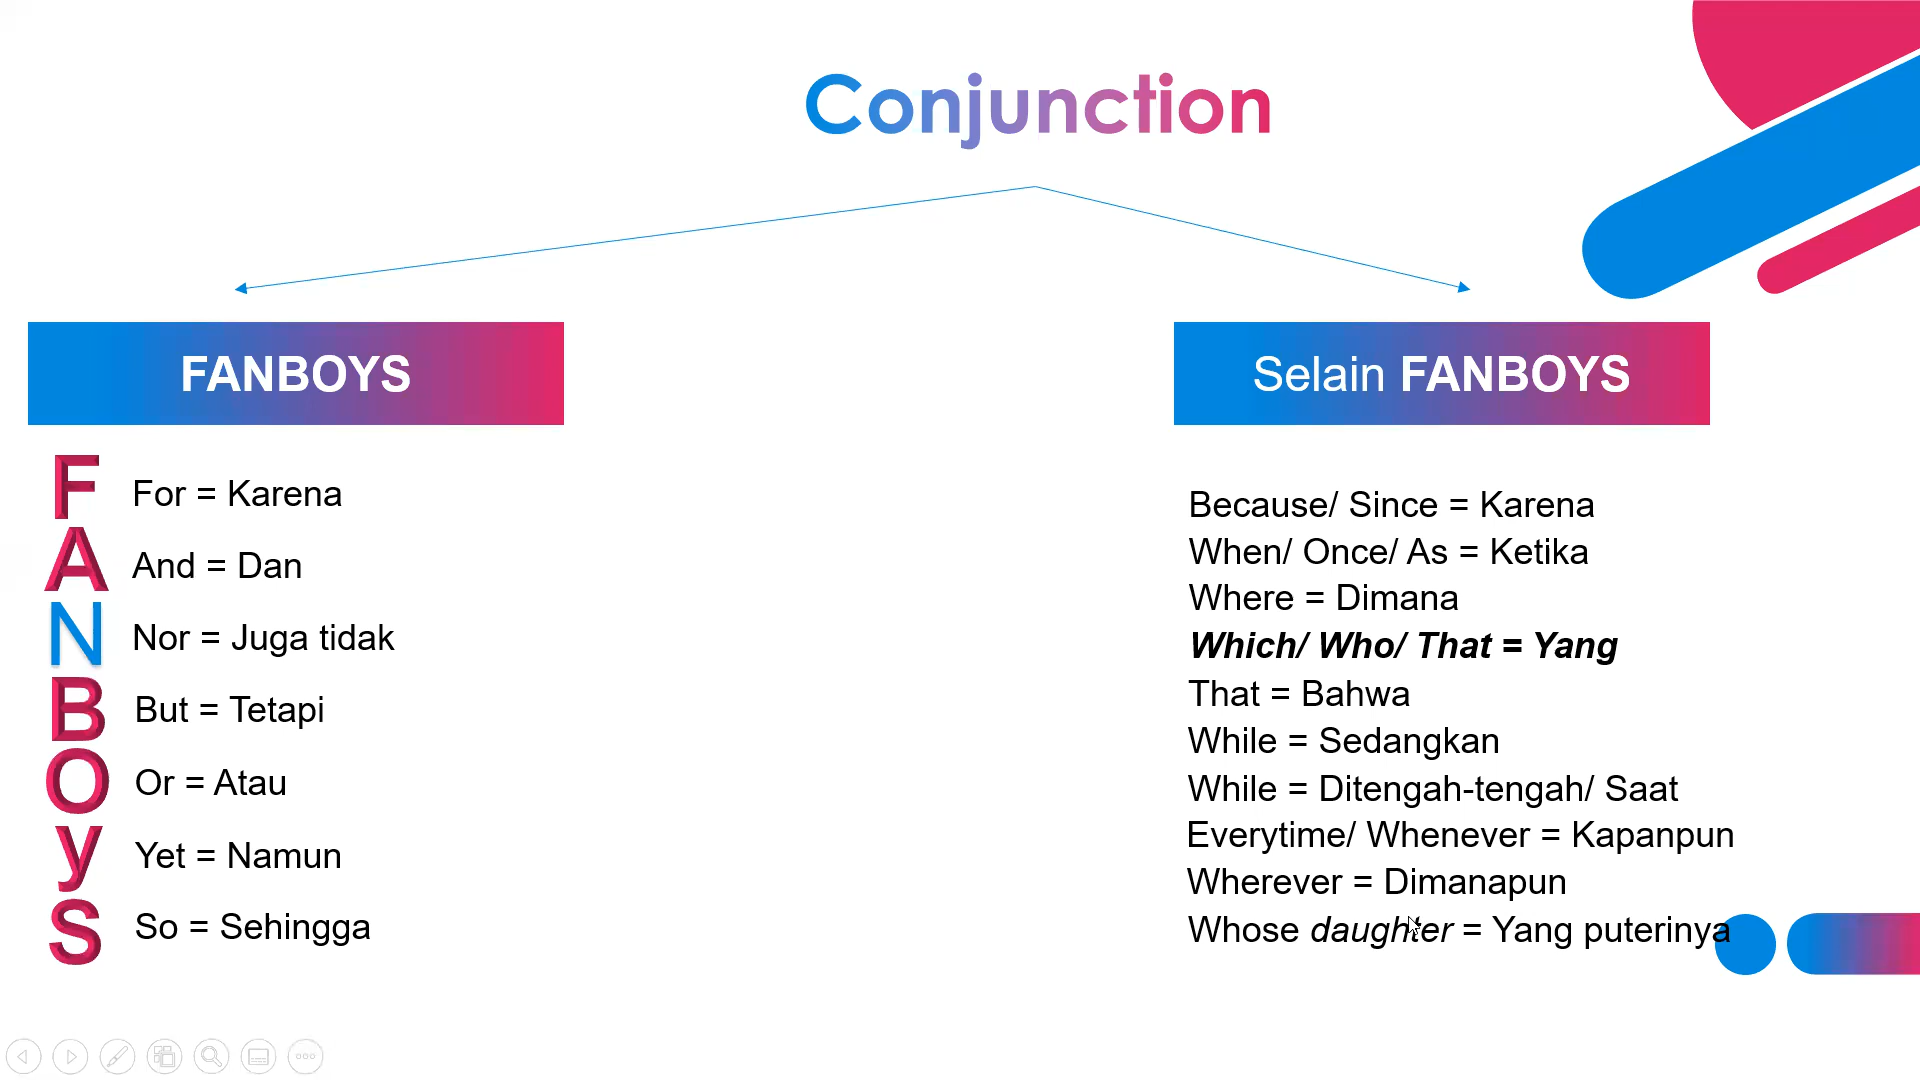 Conjunction
FANBOYS
F For = Karena
A And = Dan
N Nor = Juga tidak
B But = Tetapi
O Or = Atau
y Yet = Namun
S So = Sehingga
Selain FANBOYS
Because/ Since = Karena
When/ Once/ As = Ketika
Where = Dimana
Which/ Who/ That = Yang
That = Bahwa
While = Sedangkan
While = Ditengah-tengah/ Saat
Everytime/ Whenever = Kapanpun
Wherever = Dimanapun
Whose daughter = Yang puterinya